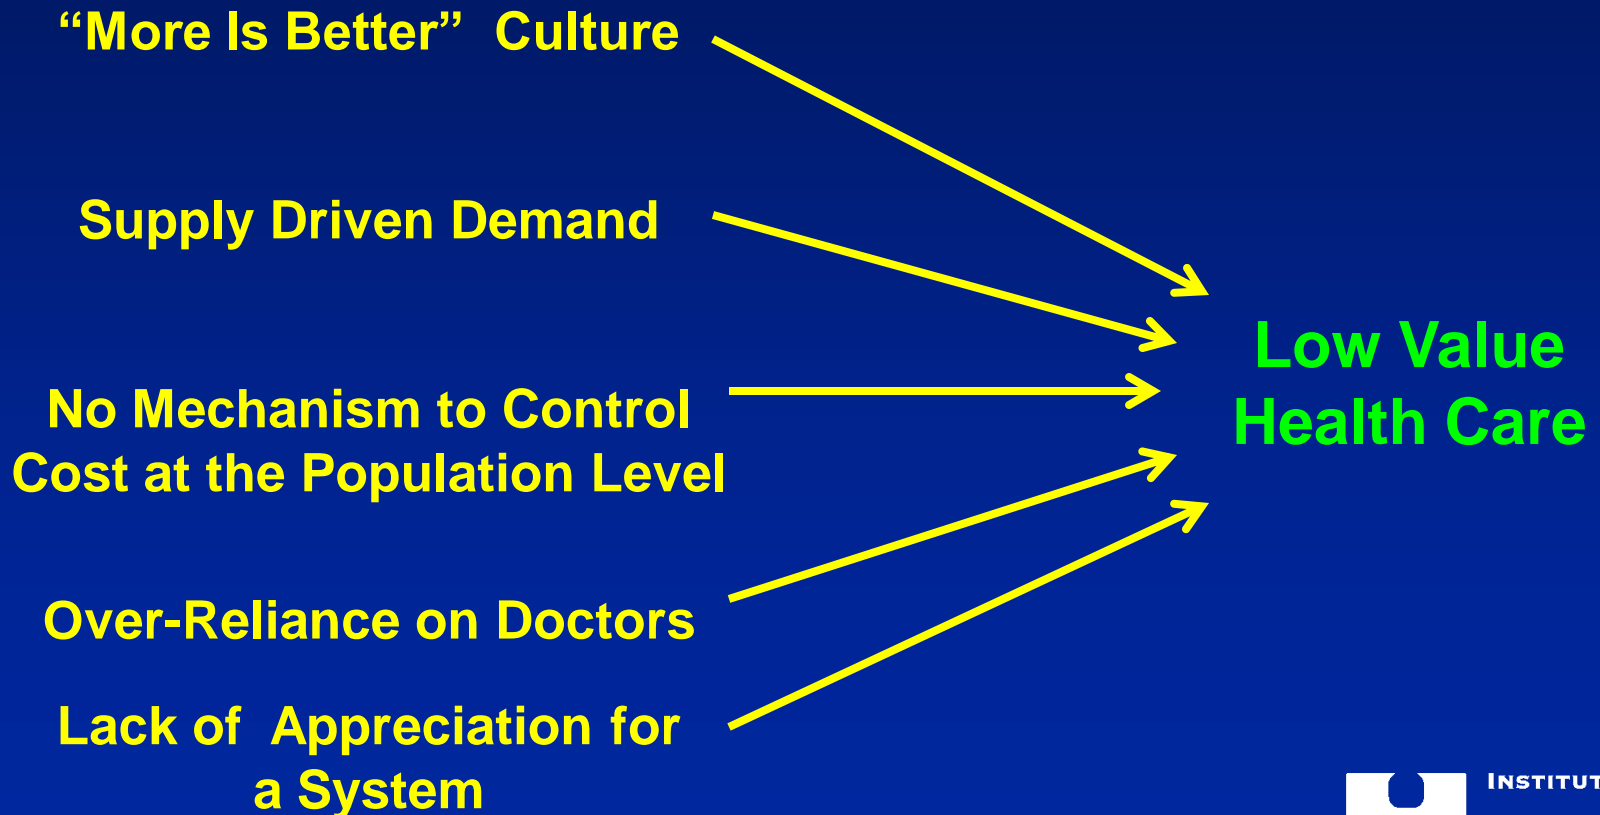 “More Is Better”  Culture
Supply Driven Demand
No Mechanism to Control
Cost at the Population Level
Over-Reliance on Doctors
Lack of  Appreciation for
a System
Low Value
Health Care